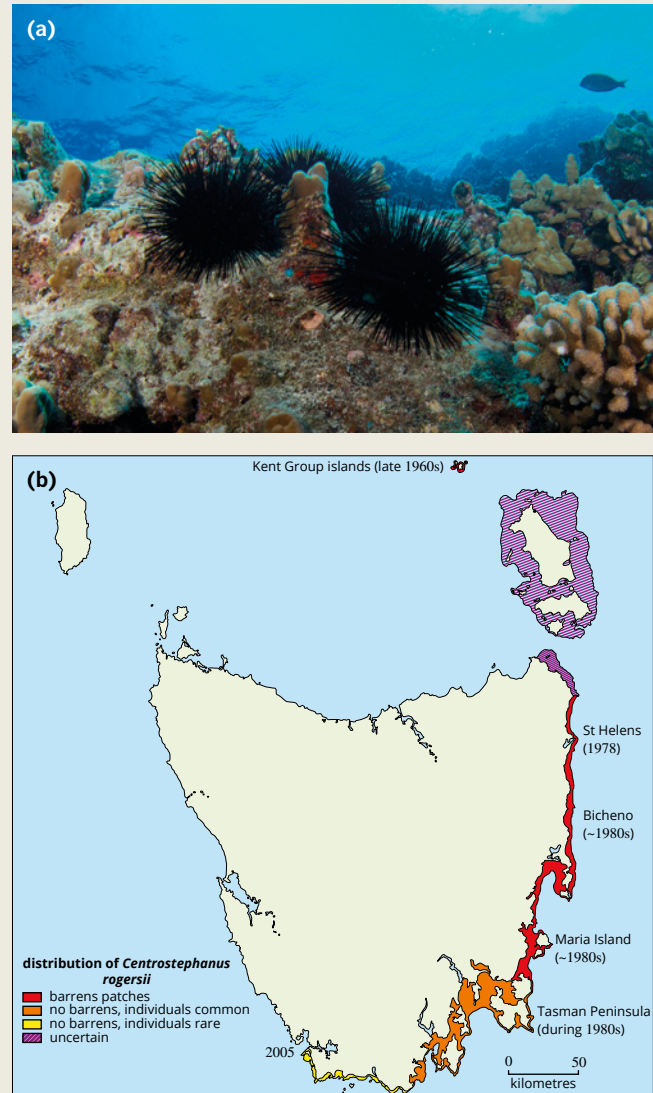 (a)
(b)
Kent Group islands (late 1960s)
St Helens
(1978)
Bicheno
(~1980s)
Maria Island
(~1980s)
Tasman Peninsula
(during 1980s)
distribution of Centrostephanus
rogersii
barrens patches
no barrens, individuals common
no barrens, individuals rare
uncertain
2005
0 50
kilometres